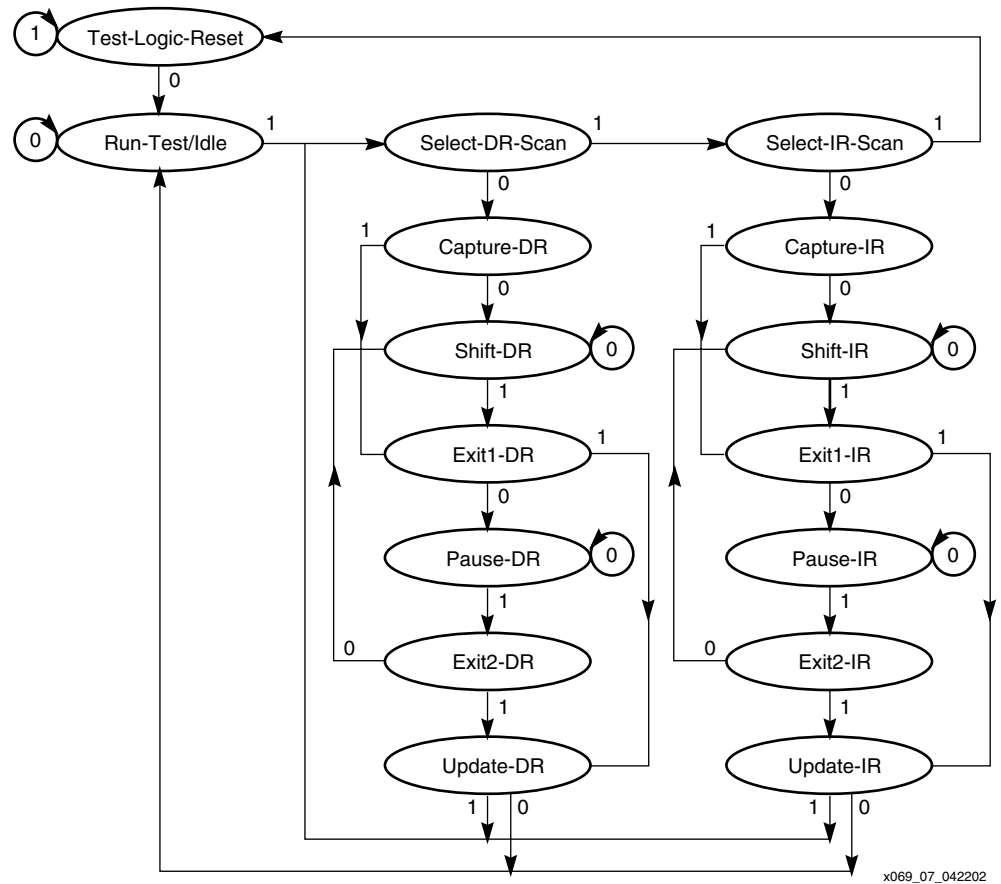 1 Test-Logic-Reset
0
0 Run-Test/Idle 1 Select-DR-Scan 1 Select-IR-Scan 1
0 0
1 Capture-DR 1 Capture-IR
0 0
Shift-DR 0 Shift-IR 0
1 1
Exit1-DR 1 Exit1-IR 1
0 0
Pause-DR 0 Pause-IR 0
1 1
0 Exit2-DR 0 Exit2-IR
1 1
Update-DR Update-IR
1 0 1 0
x069_07_042202